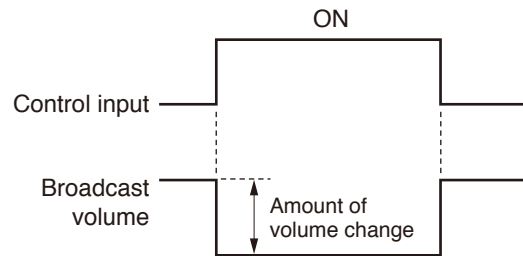 ON
Control input
Broadcast
volume
Amount of
volume change